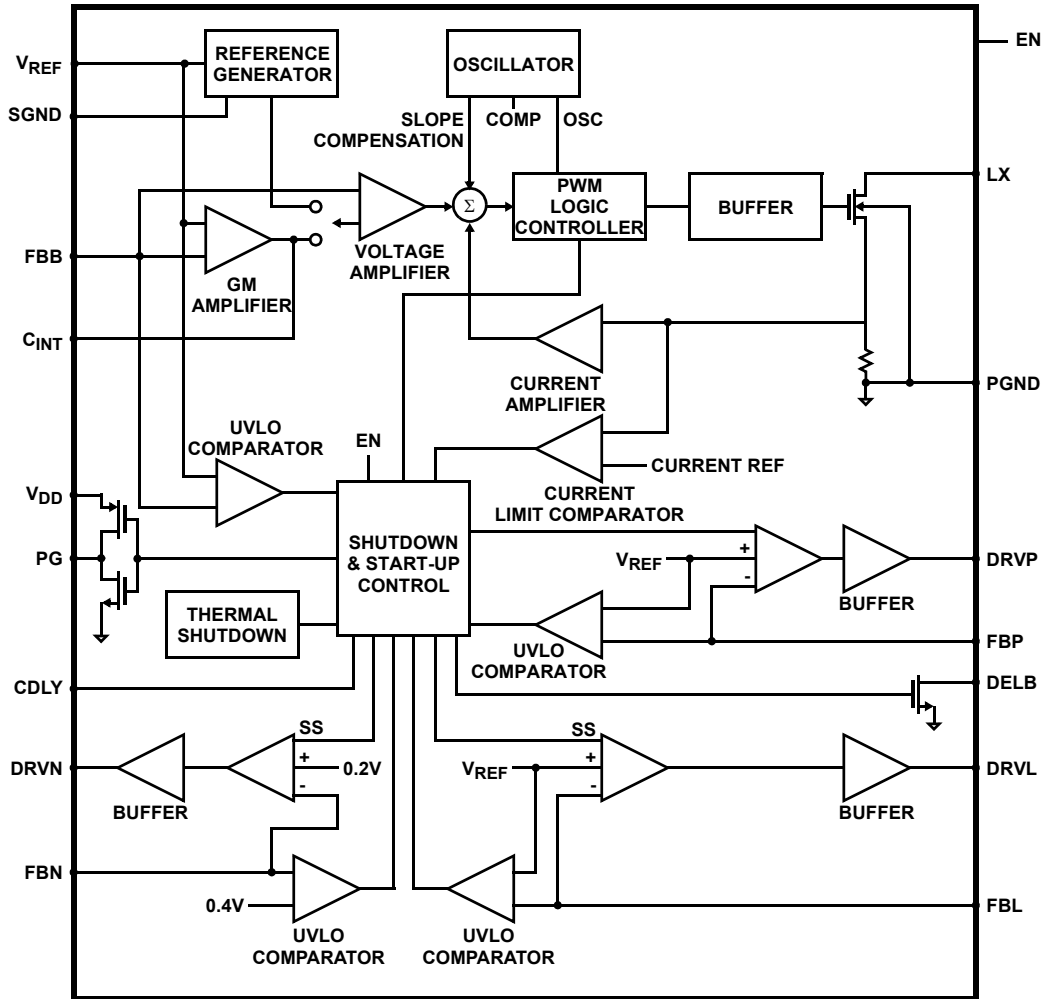 EN
VREF
REFERENCE
GENERATOR
OSCILLATOR
SGND
SLOPE
COMPENSATION
COMP
OSC
LX
PWM
LOGIC
CONTROLLER
BUFFER
Σ
VOLTAGE
AMPLIFIER
FBB
GM
AMPLIFIER
CINT
CURRENT
AMPLIFIER
PGND
UVLO
COMPARATOR
EN
CURRENT REF
CURRENT
LIMIT COMPARATOR
VDD
PG
SHUTDOWN
& START-UP
CONTROL
VREF
+
-
BUFFER
DRVP
THERMAL
SHUTDOWN
UVLO
COMPARATOR
FBP
CDLY
DELB
SS
+
0.2V
-
DRVN
BUFFER
SS
VREF
+
-
BUFFER
DRVL
FBN
0.4V
UVLO
COMPARATOR
UVLO
COMPARATOR
FBL